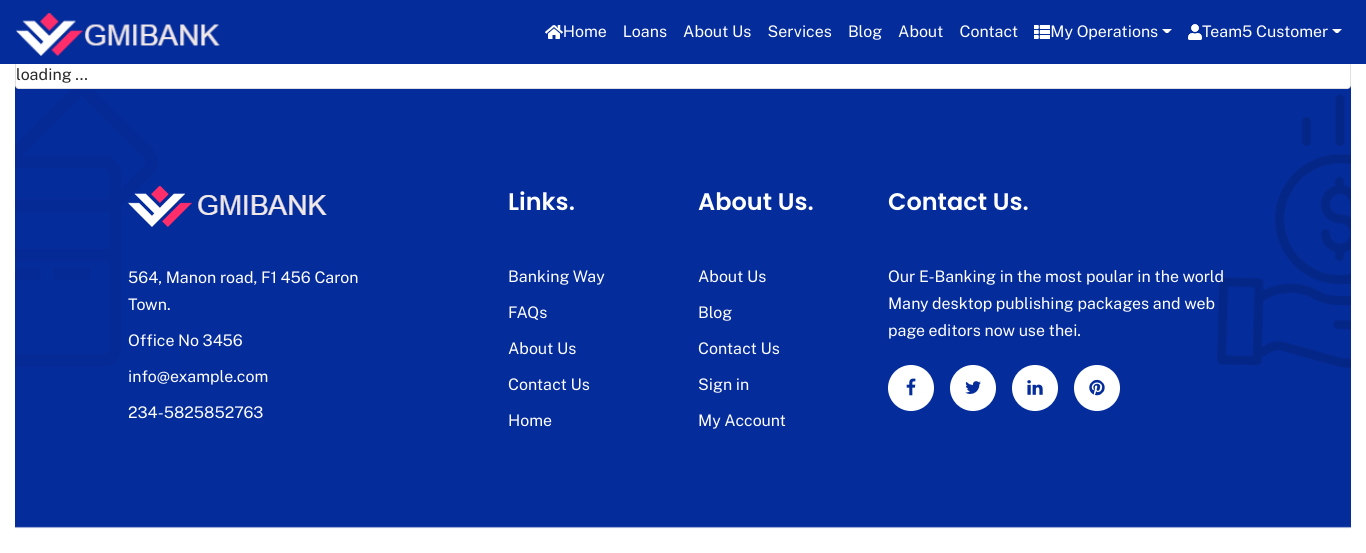 GMIBANK Home Loans About Us Services Blog About Contact My Operations Team5 Customer
loading ...
GMIBANK
564, Manon road, F1 456 Caron
Town.
Office No 3456
info@example.com
234-5825852763
Links.
Banking Way
FAQs
About Us
Contact Us
Home
About Us.
About Us
Blog
Contact Us
Sign in
My Account
Contact Us.
Our E-Banking in the most poular in the world
Many desktop publishing packages and web
page editors now use thei.